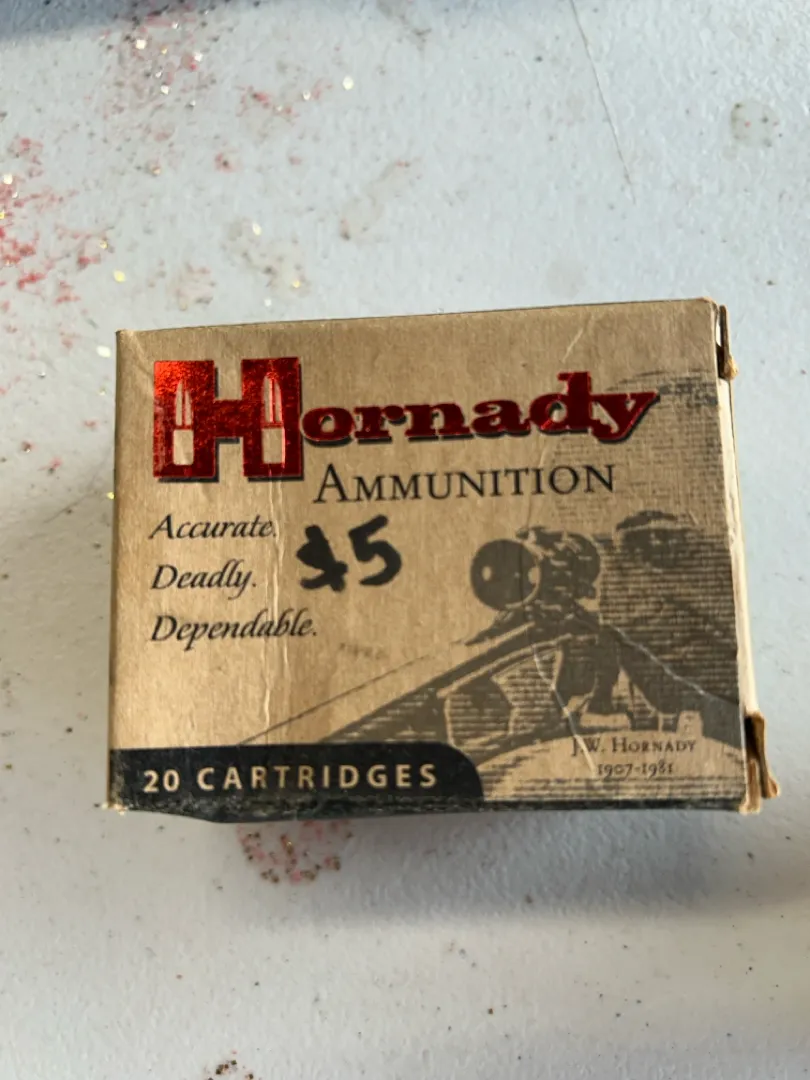 Hornady
AMMUNITION
Accurate.
$5
Deadly.
Dependable.
J.W. HORNADY
1907-1981
20 CARTRIDGES